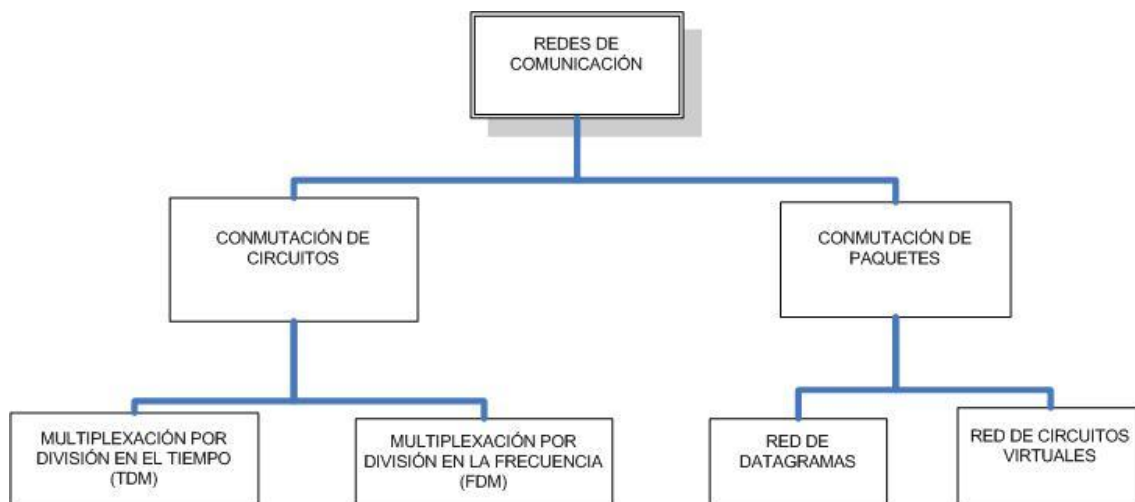 REDES DE
COMUNICACIÓN
CONMUTACIÓN DE
CIRCUITOS
CONMUTACIÓN DE
PAQUETES
MULTIPLEXACIÓN POR
DIVISIÓN EN EL TIEMPO
(TDM)
MULTIPLEXACIÓN POR
DIVISIÓN EN LA FRECUENCIA
(FDM)
RED DE
DATAGRAMAS
RED DE CIRCUITOS
VIRTUALES